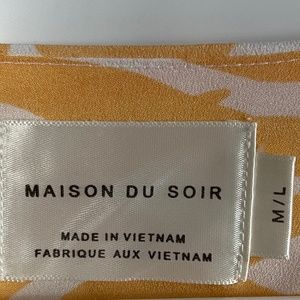 MAISON DU SOIR
MADE IN VIETNAM
FABRIQUE AUX VIETNAM
M/L